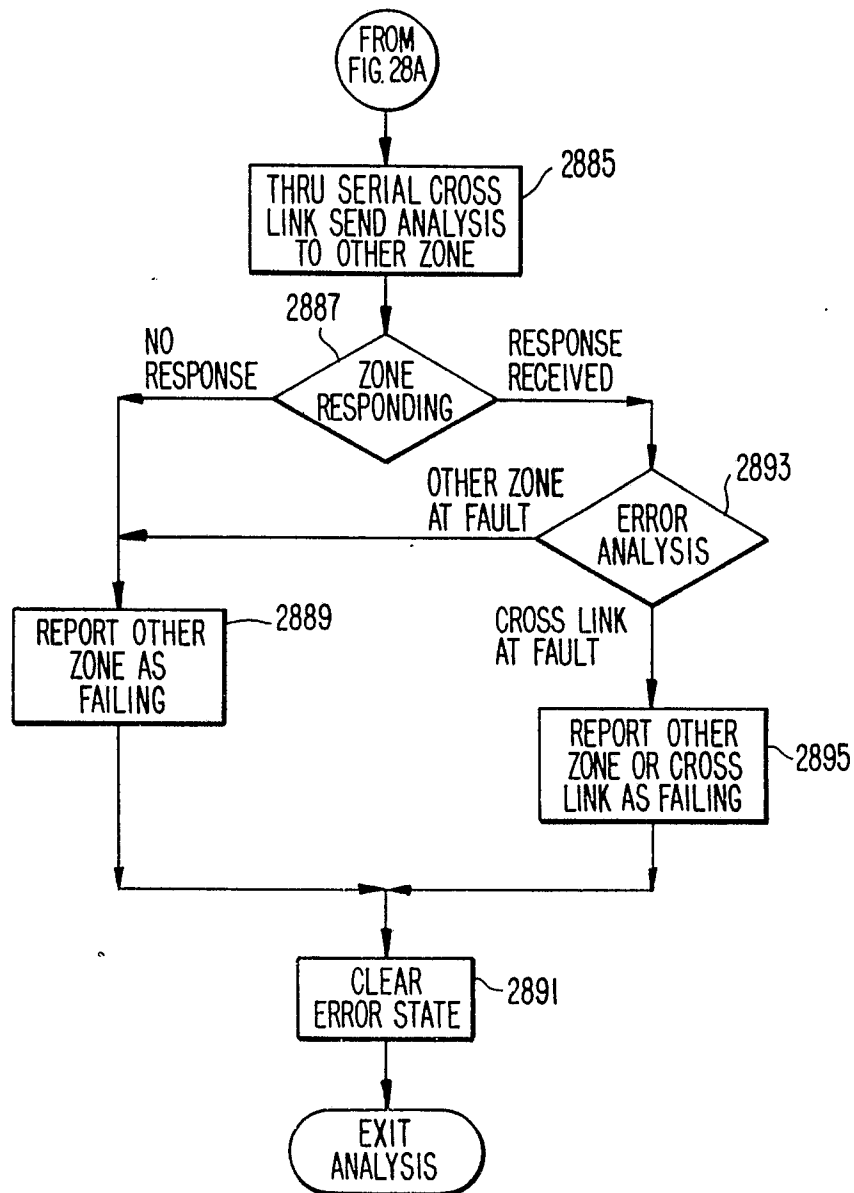 FROM
FIG. 28A
2885
THRU SERIAL CROSS
LINK SEND ANALYSIS
TO OTHER ZONE
2887
NO
RESPONSE
RESPONSE
RECEIVED
ZONE
RESPONDING
2893
OTHER ZONE
AT FAULT
ERROR
ANALYSIS
2889
REPORT OTHER
ZONE AS
FAILING
CROSS LINK
AT FAULT
2895
REPORT OTHER
ZONE OR CROSS
LINK AS FAILING
CLEAR
ERROR STATE
2891
EXIT
ANALYSIS